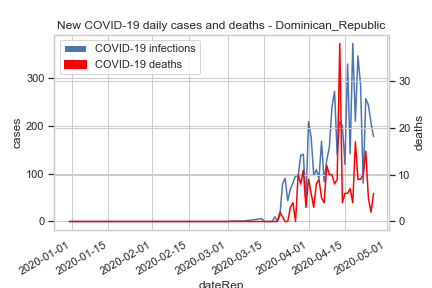 New COVID-19 daily cases and deaths - Dominican_Republic
COVID-19 infections
COVID-19 deaths
cases
300
200
100
0
deaths
30
20
10
0
2020-01-01
2020-01-15
2020-02-01
2020-02-15
2020-03-01
2020-03-15
2020-04-01
2020-04-15
2020-05-01
dateRep